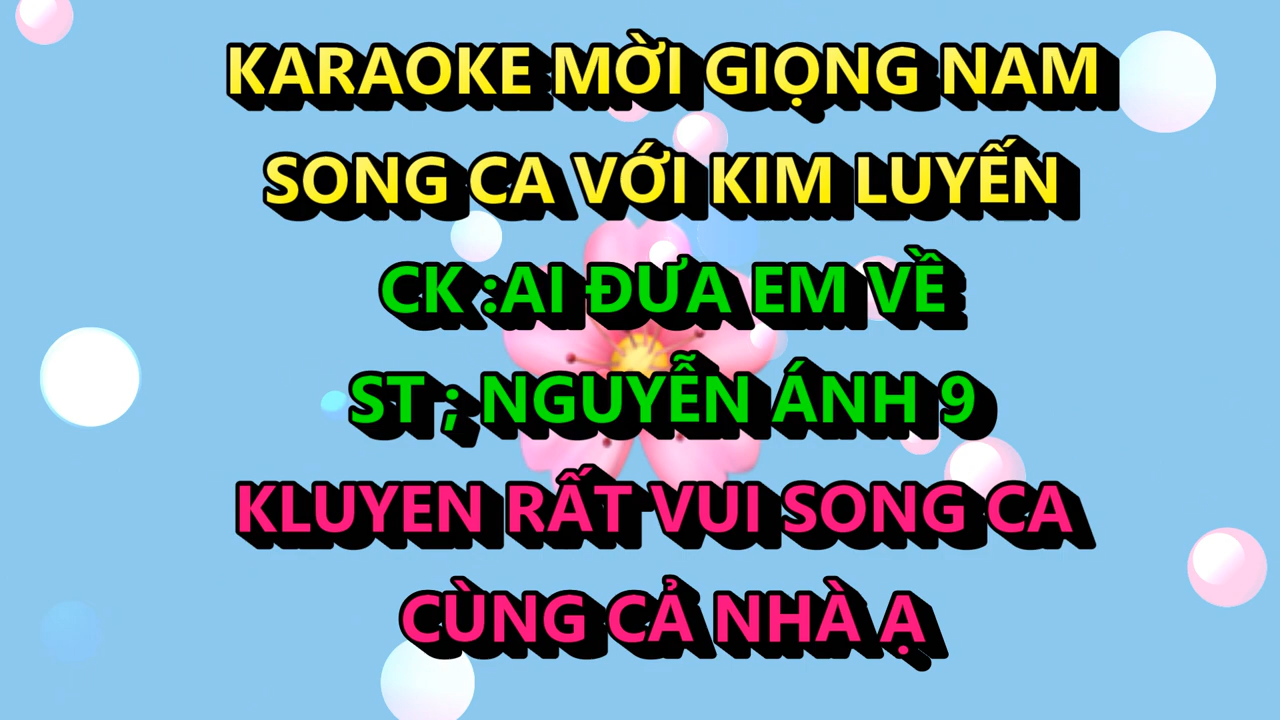 KARAOKE MỜI GIỌNG NAM
SONG CA VỚI KIM LUYẾN
CK :AI ĐƯA EM VỀ
ST ; NGUYỄN ÁNH 9
KLUYEN RẤT VUI SONG CA
CÙNG CẢ NHÀ Ạ